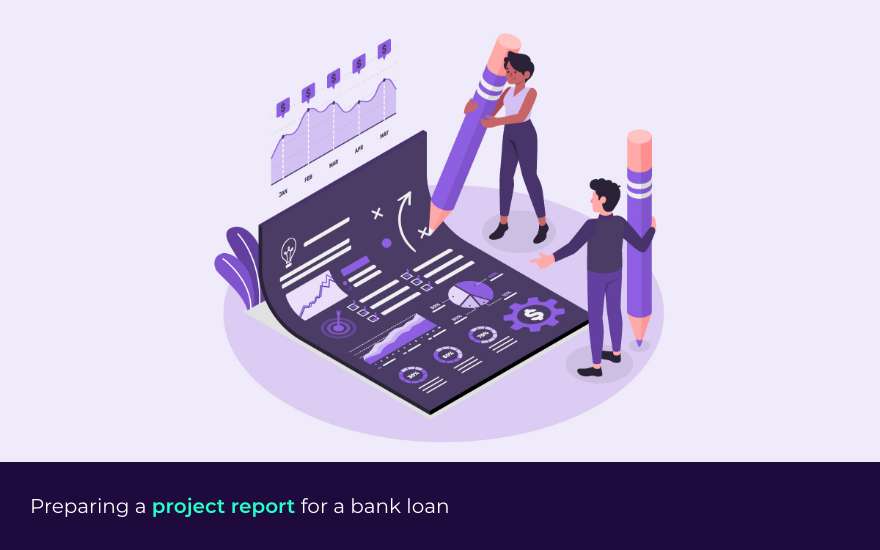 $ $ $ $ $
JAN FEB MAR APR MAY
$
Preparing a project report for a bank loan